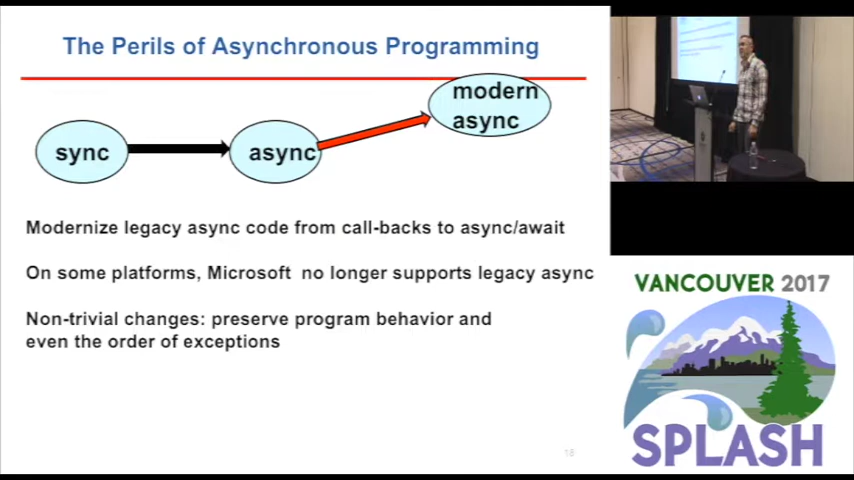 The Perils of Asynchronous Programming
modern
async
sync
async
Modernize legacy async code from call-backs to async/await
On some platforms, Microsoft no longer supports legacy async
Non-trivial changes: preserve program behavior and
even the order of exceptions
18
VANCOUVER 2017
SPLASH